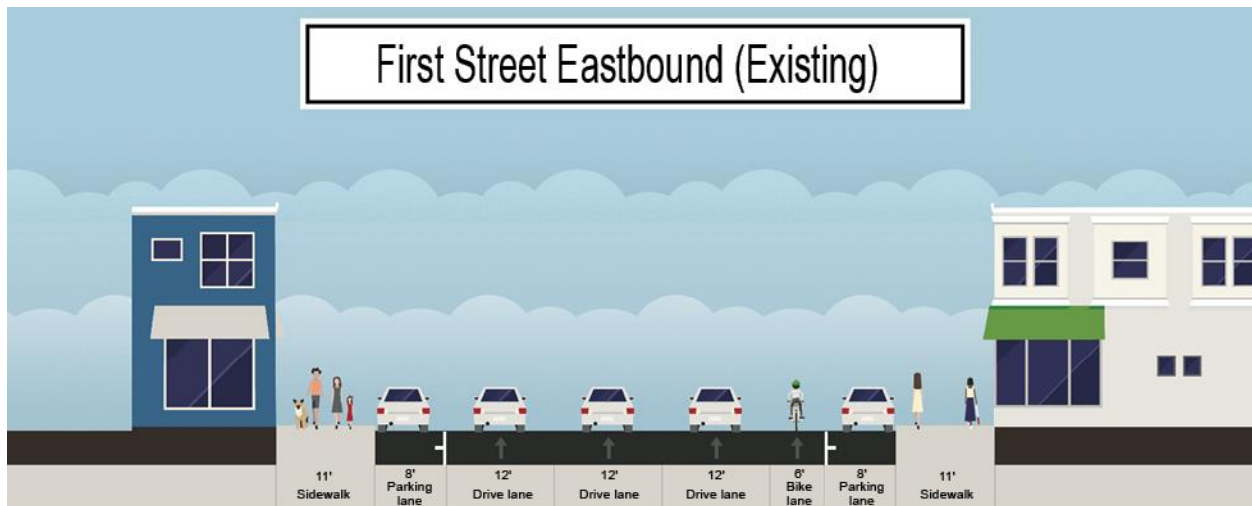 First Street Eastbound (Existing)
11'
Sidewalk
8'
Parking
lane
12'
Drive lane
12'
Drive lane
12'
Drive lane
6'
Bike
lane
8'
Parking
lane
11'
Sidewalk